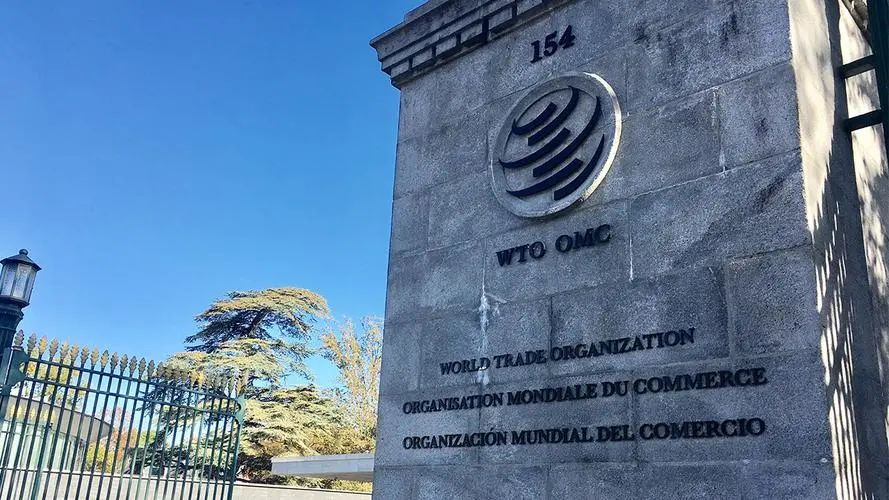 154
WTO OMC
WORLD TRADE ORGANIZATION
ORGANISATION MONDIALE DU COMMERCE
ORGANIZACIÓN MUNDIAL DEL COMERCIO